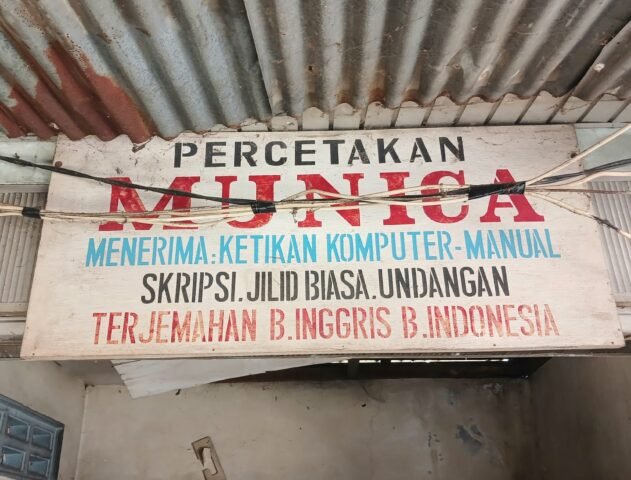 PERCETAKAN
MUNICA
MENERIMA:KETIKAN KOMPUTER-MANUAL
SKRIPSI.JILID BIASA.UNDANGAN
TERJEMAHAN B.INGGRIS B.INDONESIA